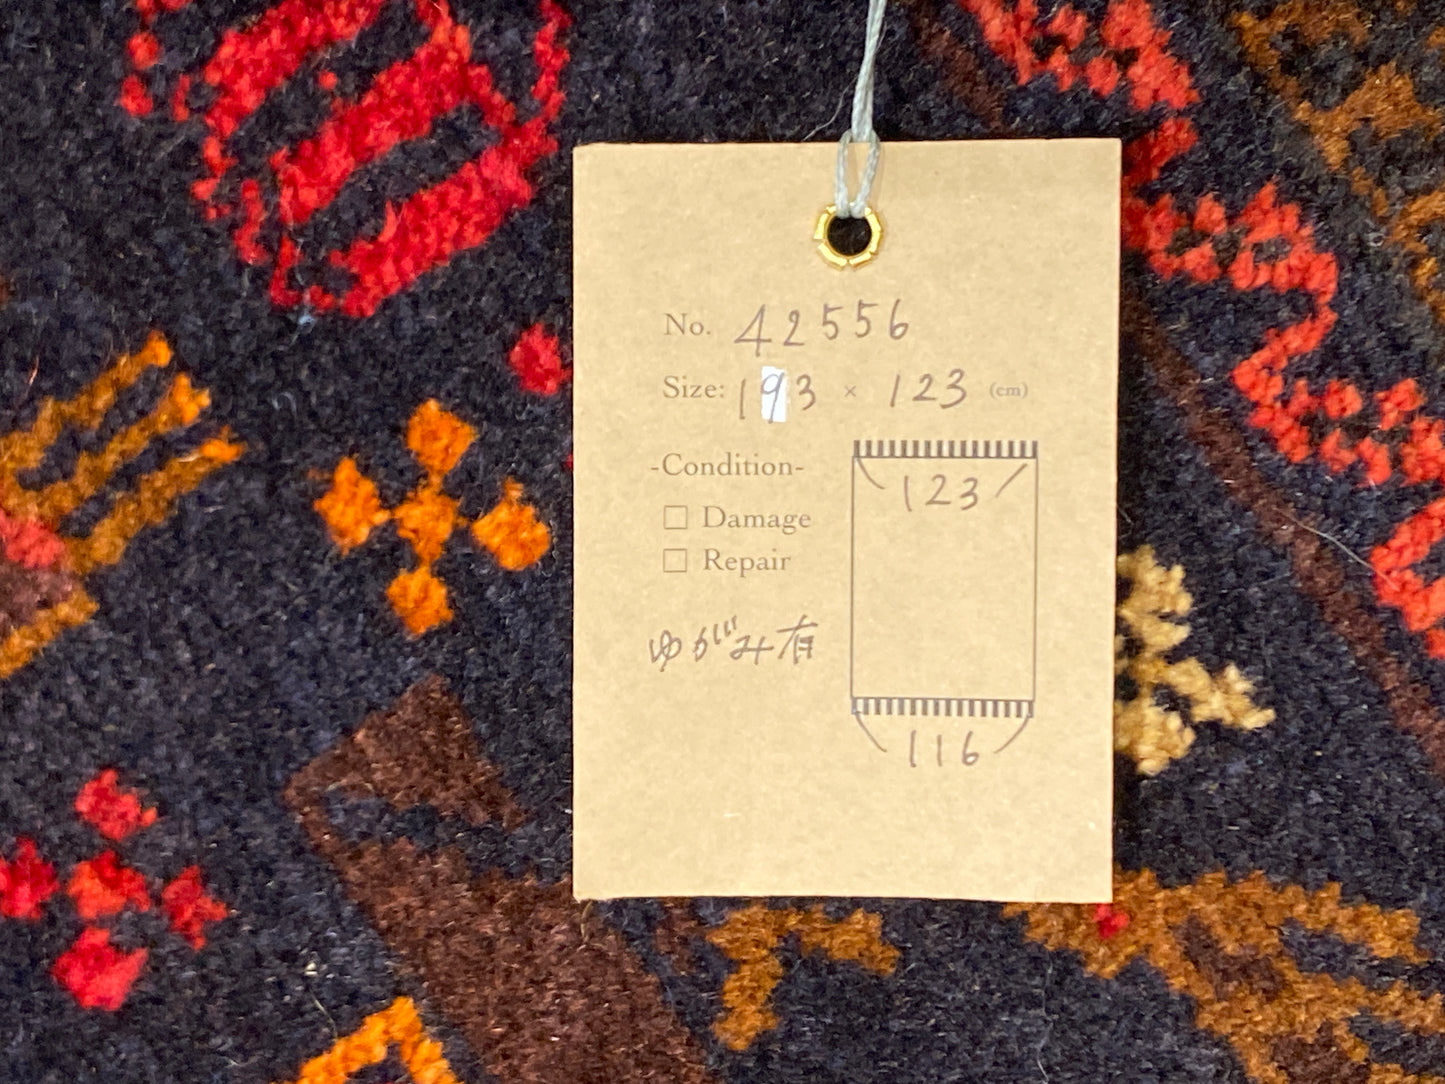 No. 42556
Size: 193 × 123 (cm)
-Condition-
123
Damage
Repair
ゆがみ有
116